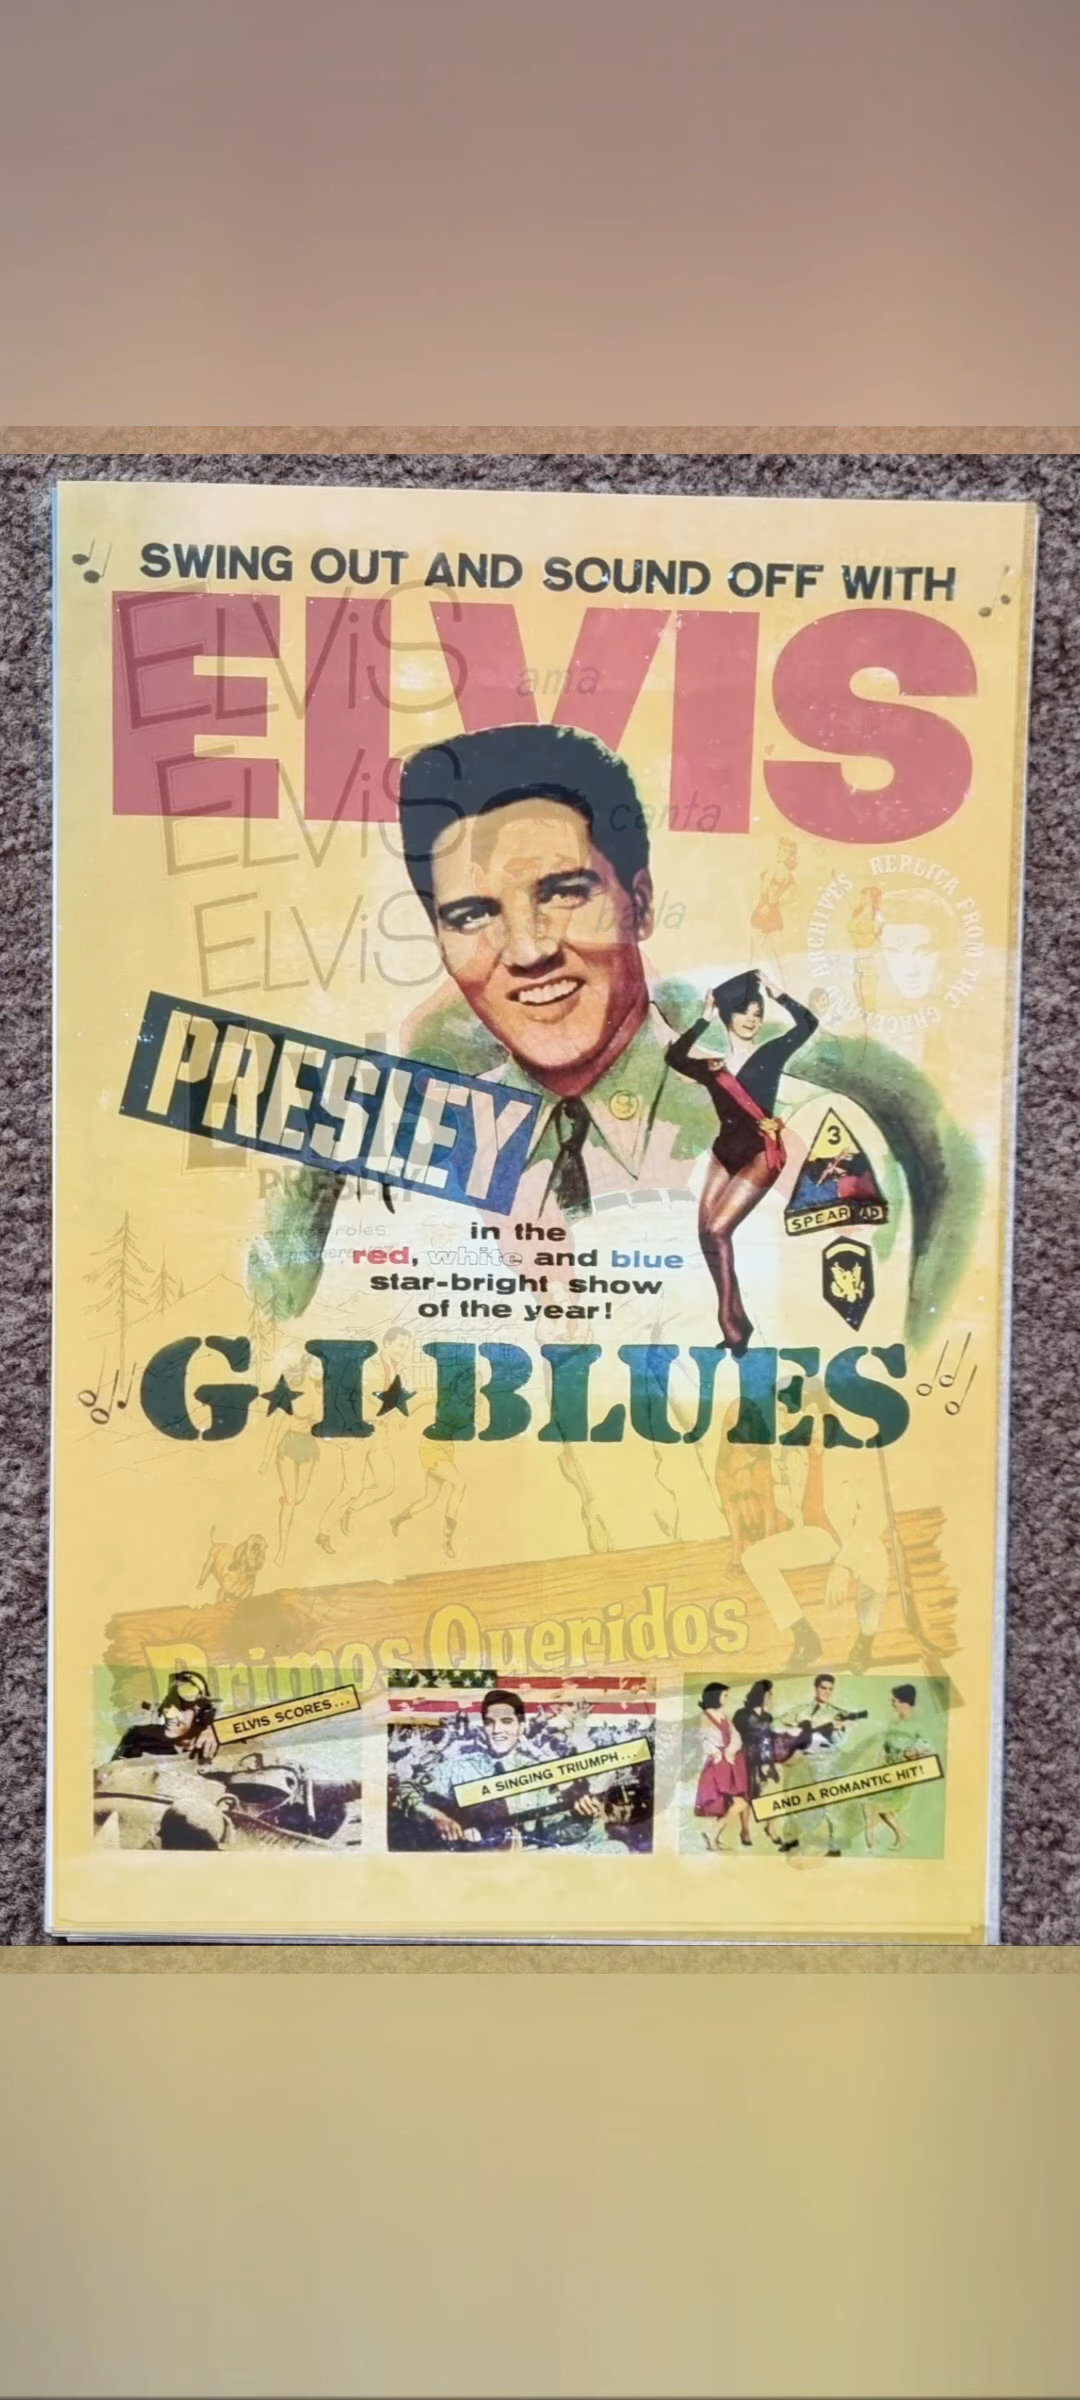 SWING OUT AND SOUND OFF WITH
ELVIS
ELVIS ama
ELVIS canta
ELVIS baila
REPLICA FROM THE GRACELAND ARCHIVES
PRESLEY
PRESLEY
3
SPEARHEAD
in the
red, white and blue
star-bright show
of the year!
G★I★BLUES
Primos Queridos
ELVIS SCORES...
A SINGING TRIUMPH...
AND A ROMANTIC HIT!